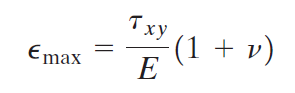 ϵmax = τxy/E (1 + ν)